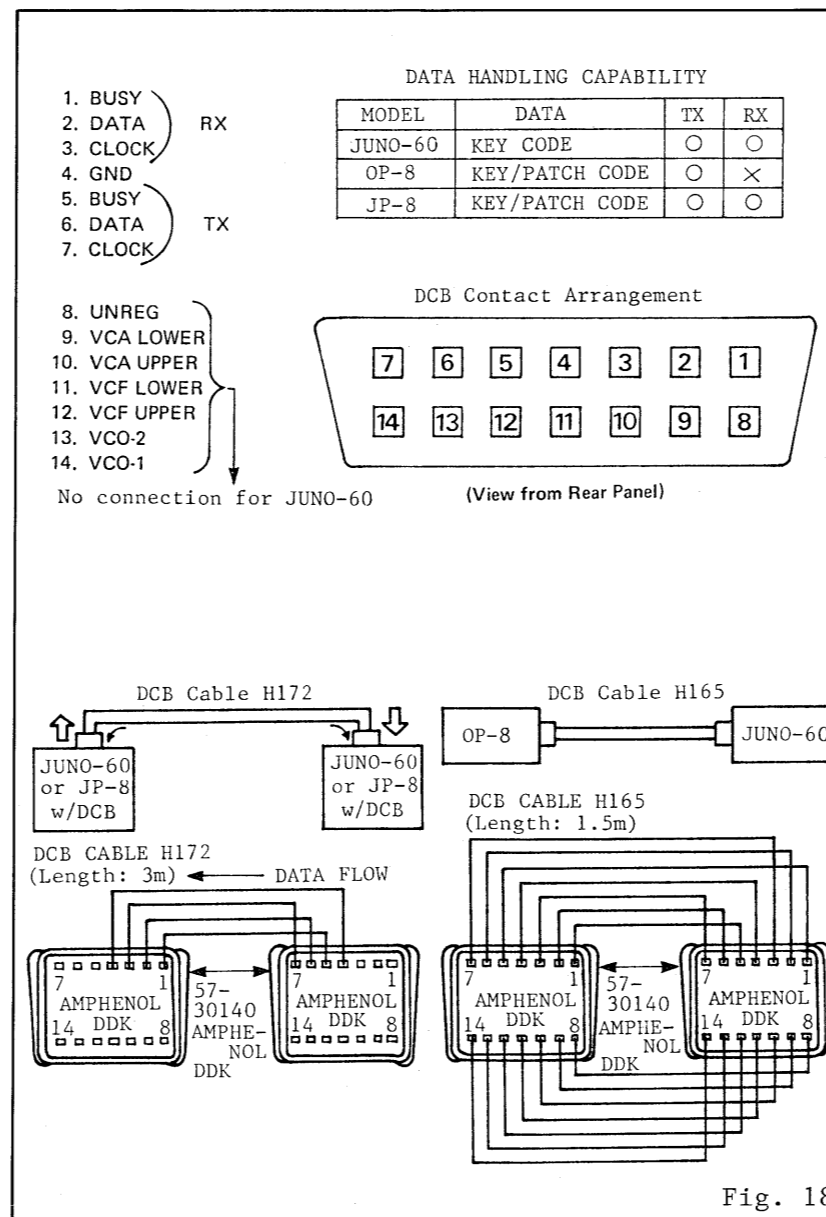 1. BUSY
2. DATA
3. CLOCK
RX
4. GND
5. BUSY
6. DATA
7. CLOCK
TX
8. UNREG
9. VCA LOWER
10. VCA UPPER
11. VCF LOWER
12. VCF UPPER
13. VCO-2
14. VCO-1
No connection for JUNO-60
DATA HANDLING CAPABILITY
MODEL DATA TX RX
JUNO-60 KEY CODE ○ ○
OP-8 KEY/PATCH CODE ○ ×
JP-8 KEY/PATCH CODE ○ ○
DCB Contact Arrangement
7 6 5 4 3 2 1
14 13 12 11 10 9 8
(View from Rear Panel)
DCB Cable H172
JUNO-60
or JP-8
w/DCB
JUNO-60
or JP-8
w/DCB
DCB CABLE H172
(Length: 3m) DATA FLOW
7 1
AMPHENOL
14 DDK 8
57-
30140
AMPHE-
NOL
DDK
7 1
AMPHENOL
14 DDK 8
DCB Cable H165
OP-8
JUNO-60
DCB CABLE H165
(Length: 1.5m)
7 1
AMPHENOL
14 DDK 8
57-
30140
AMPHE-
NOL
DDK
7 1
AMPHENOL
14 DDK 8
Fig. 18